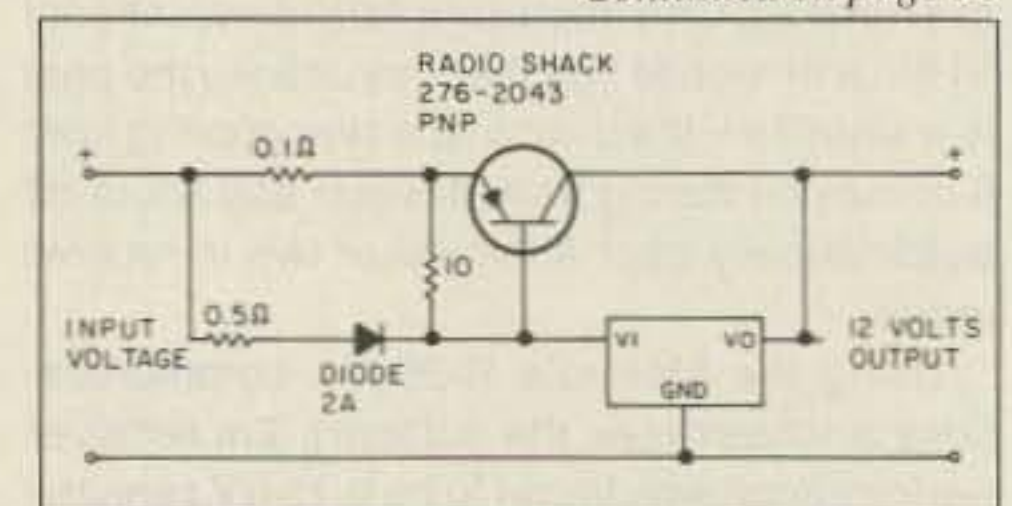 RADIO SHACK
276-2043
PNP
+
0.1Ω
+
10
0.5Ω
INPUT
VOLTAGE
DIODE
2A
VI
VO
GND
12 VOLTS
OUTPUT